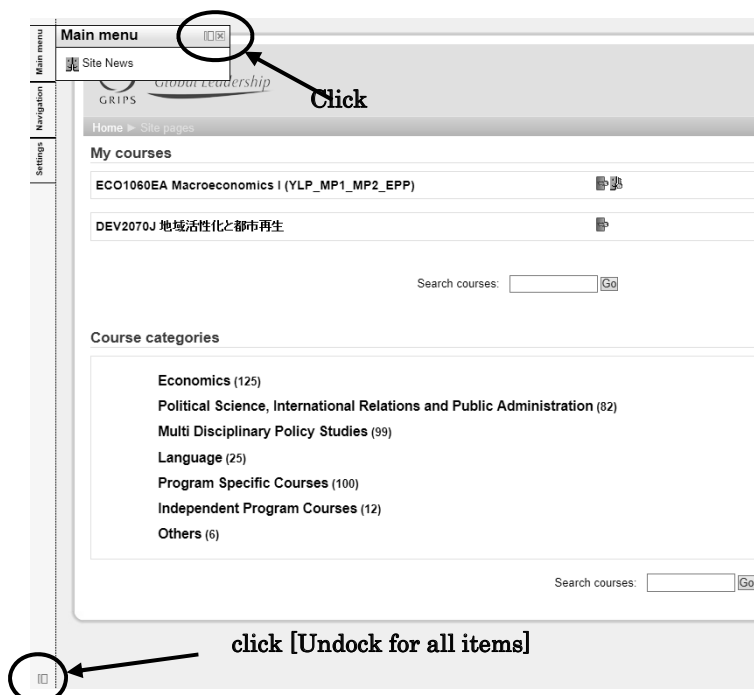 Main menu
Navigation
Settings
Main menu
Site News
Global Leadership
GRIPS
Click
Home ► Site pages
My courses
ECO1060EA Macroeconomics I (YLP_MP1_MP2_EPP)
DEV2070J 地域活性化と都市再生
Search courses: Go
Course categories
Economics (125)
Political Science, International Relations and Public Administration (82)
Multi Disciplinary Policy Studies (99)
Language (25)
Program Specific Courses (100)
Independent Program Courses (12)
Others (6)
Search courses: Go
click [Undock for all items]